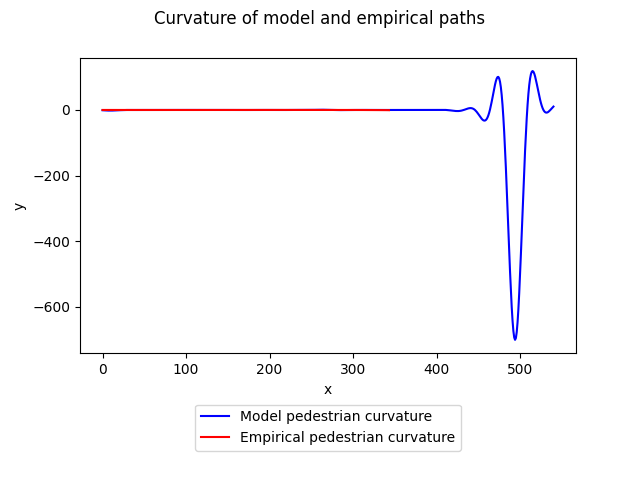 Curvature of model and empirical paths
0
−200
−400
−600
y
0 100 200 300 400 500
x
Model pedestrian curvature
Empirical pedestrian curvature